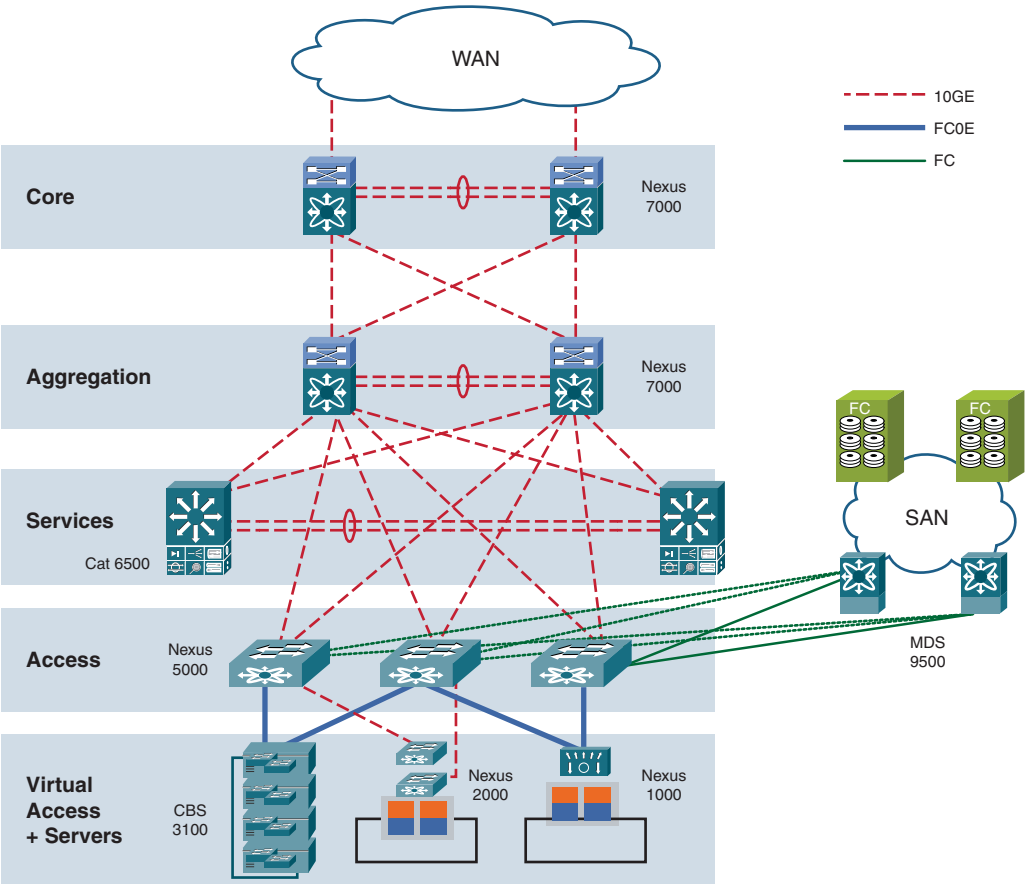 WAN
10GE
FC0E
FC
Core
Nexus
7000
Aggregation
Nexus
7000
FC
FC
Services
SAN
Cat 6500
Access
Nexus
5000
MDS
9500
Virtual
Access
+ Servers
CBS
3100
Nexus
2000
Nexus
1000